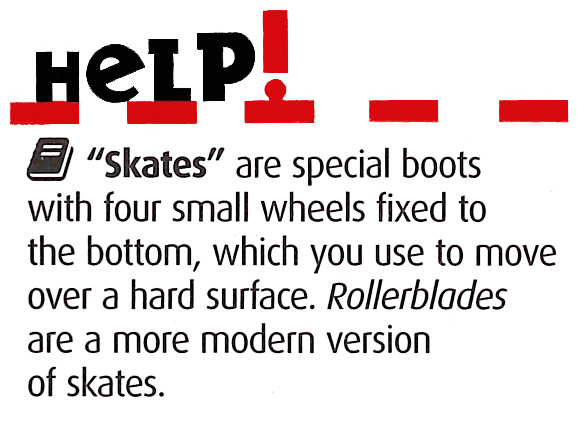 HeLP!
“Skates” are special boots
with four small wheels fixed to
the bottom, which you use to move
over a hard surface. Rollerblades
are a more modern version
of skates.